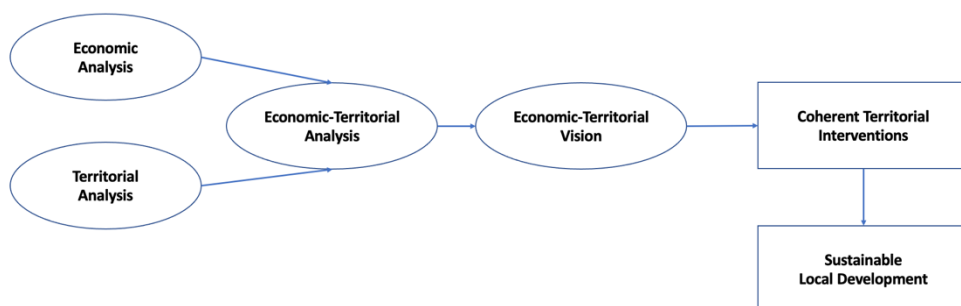 Economic
Analysis
Territorial
Analysis
Economic-Territorial
Analysis
Economic-Territorial
Vision
Coherent Territorial
Interventions
Sustainable
Local Development